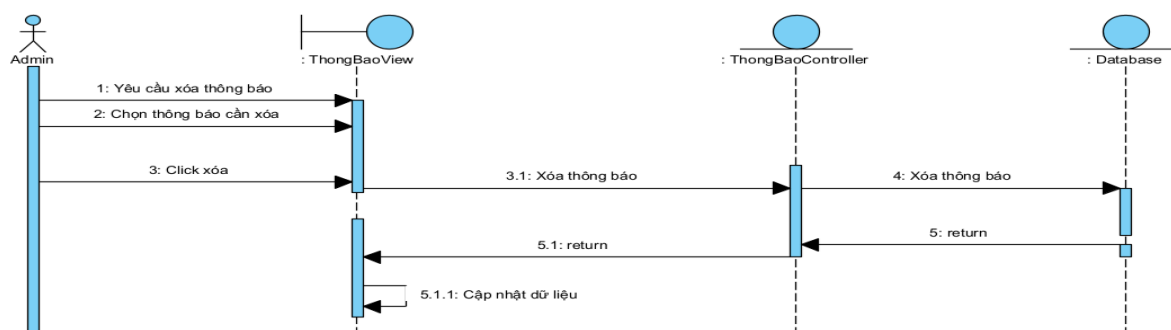 Admin
: ThongBaoView
: ThongBaoController
: Database
1: Yêu cầu xóa thông báo
2: Chọn thông báo cần xóa
3: Click xóa
3.1: Xóa thông báo
4: Xóa thông báo
5: return
5.1: return
5.1.1: Cập nhật dữ liệu